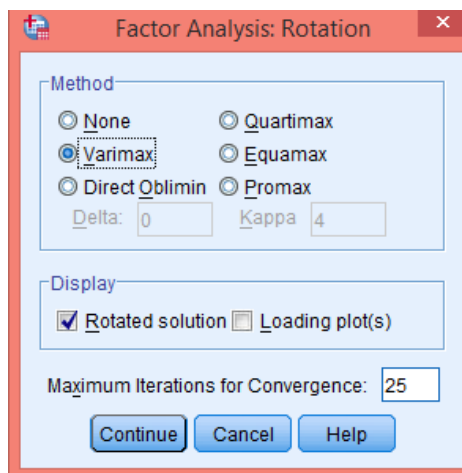 Factor Analysis: Rotation
Method
None
Quartimax
Varimax
Equamax
Direct Oblimin
Promax
Delta: 0
Kappa 4
Display
Rotated solution
Loading plot(s)
Maximum Iterations for Convergence: 25
Continue
Cancel
Help